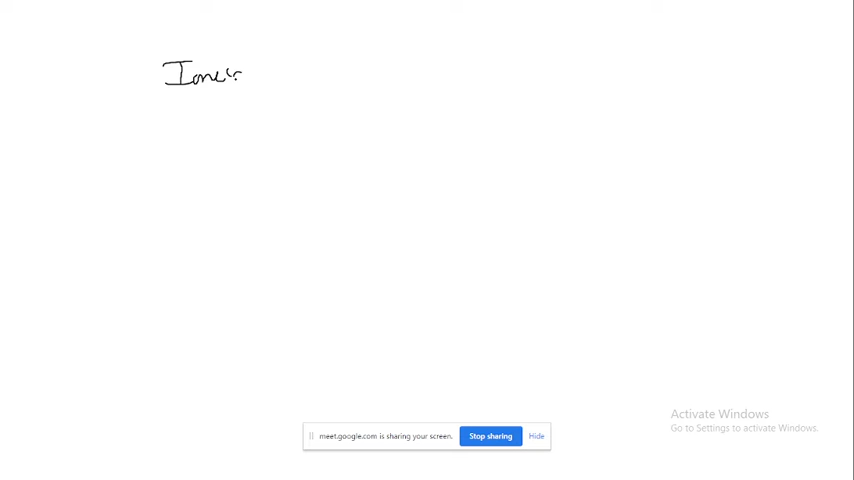 meet.google.com is sharing your screen. Stop sharing Hide
Activate Windows
Go to Settings to activate Windows.